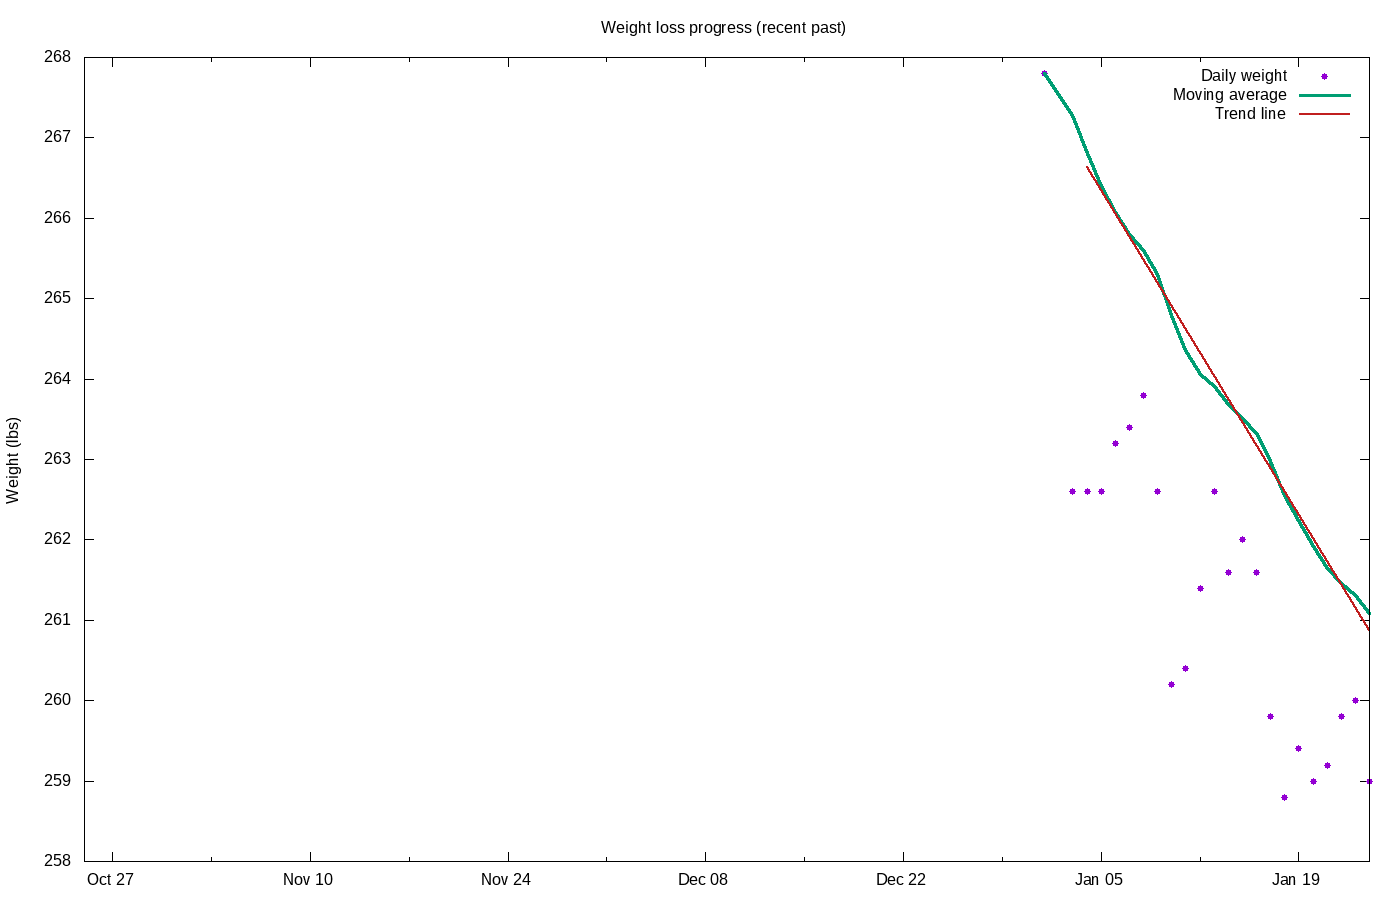 Weight loss progress (recent past)
268
267
266
265
264
263
262
261
260
259
258
Weight (lbs)
Daily weight
Moving average
Trend line
Oct 27
Nov 10
Nov 24
Dec 08
Dec 22
Jan 05
Jan 19